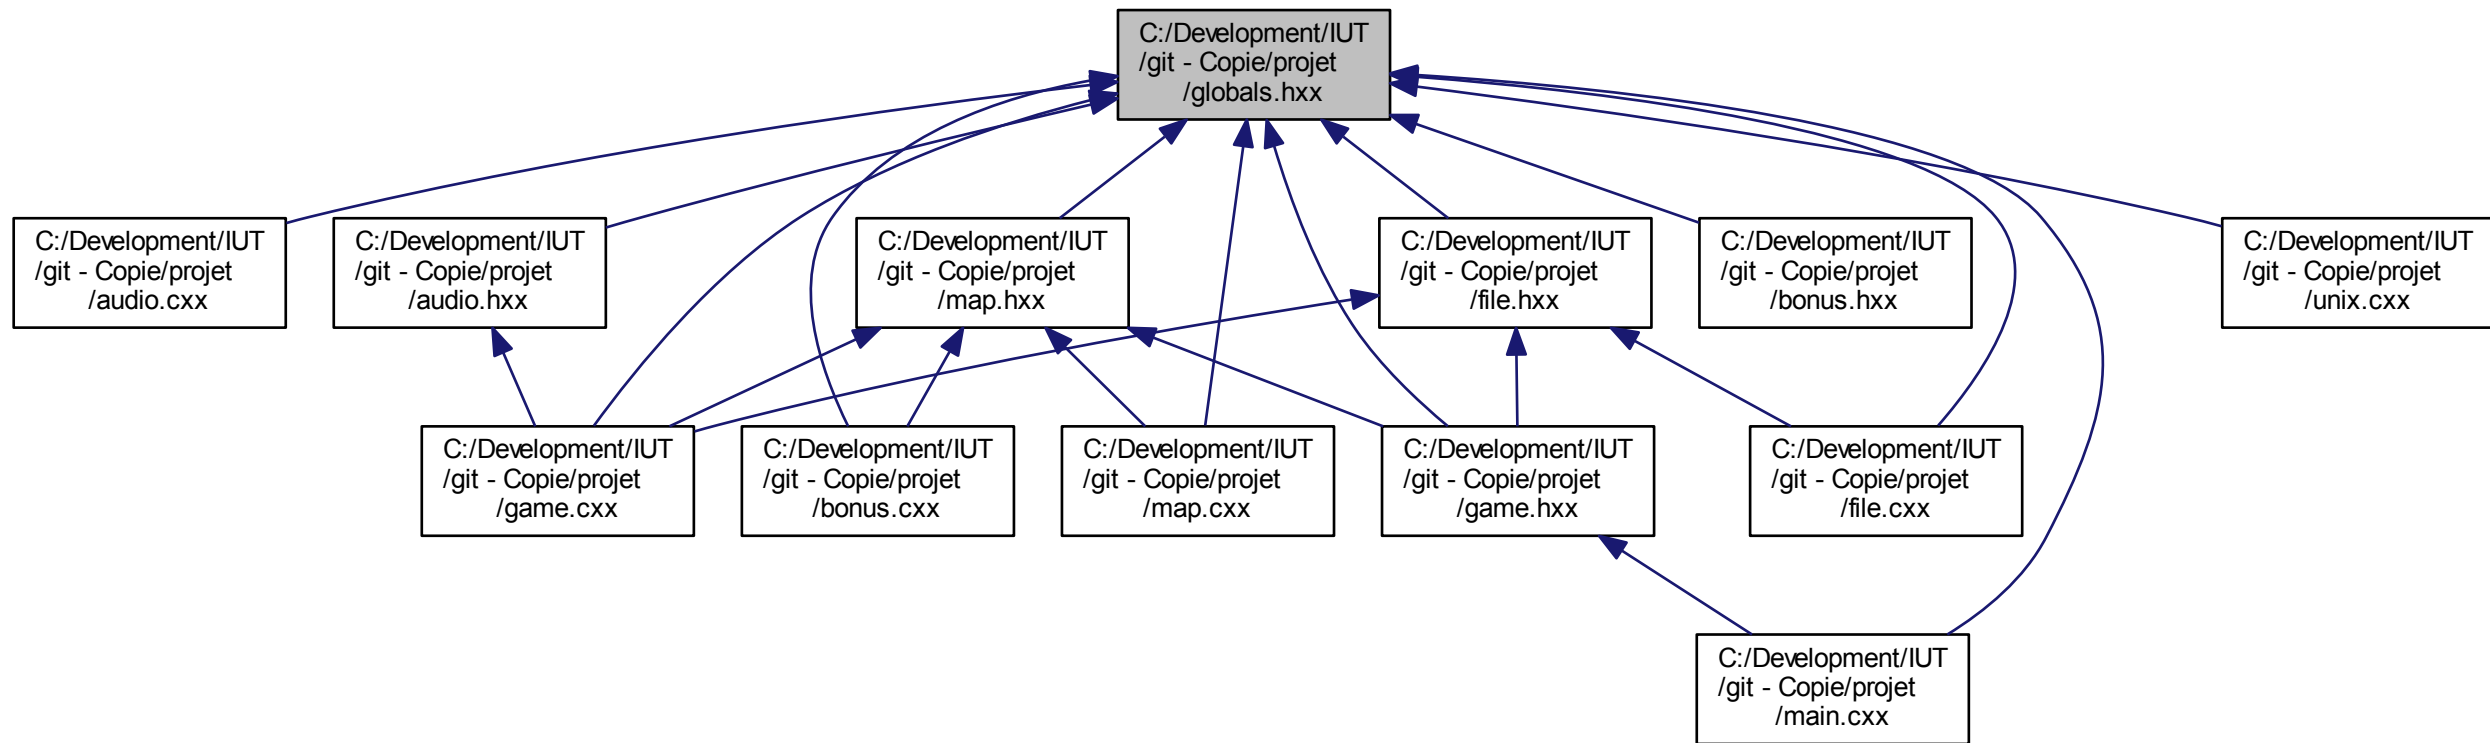 C:/Development/IUT
/git - Copie/projet
/globals.hxx
C:/Development/IUT
/git - Copie/projet
/audio.cxx
C:/Development/IUT
/git - Copie/projet
/audio.hxx
C:/Development/IUT
/git - Copie/projet
/map.hxx
C:/Development/IUT
/git - Copie/projet
/file.hxx
C:/Development/IUT
/git - Copie/projet
/bonus.hxx
C:/Development/IUT
/git - Copie/projet
/unix.cxx
C:/Development/IUT
/git - Copie/projet
/game.cxx
C:/Development/IUT
/git - Copie/projet
/bonus.cxx
C:/Development/IUT
/git - Copie/projet
/map.cxx
C:/Development/IUT
/git - Copie/projet
/game.hxx
C:/Development/IUT
/git - Copie/projet
/file.cxx
C:/Development/IUT
/git - Copie/projet
/main.cxx